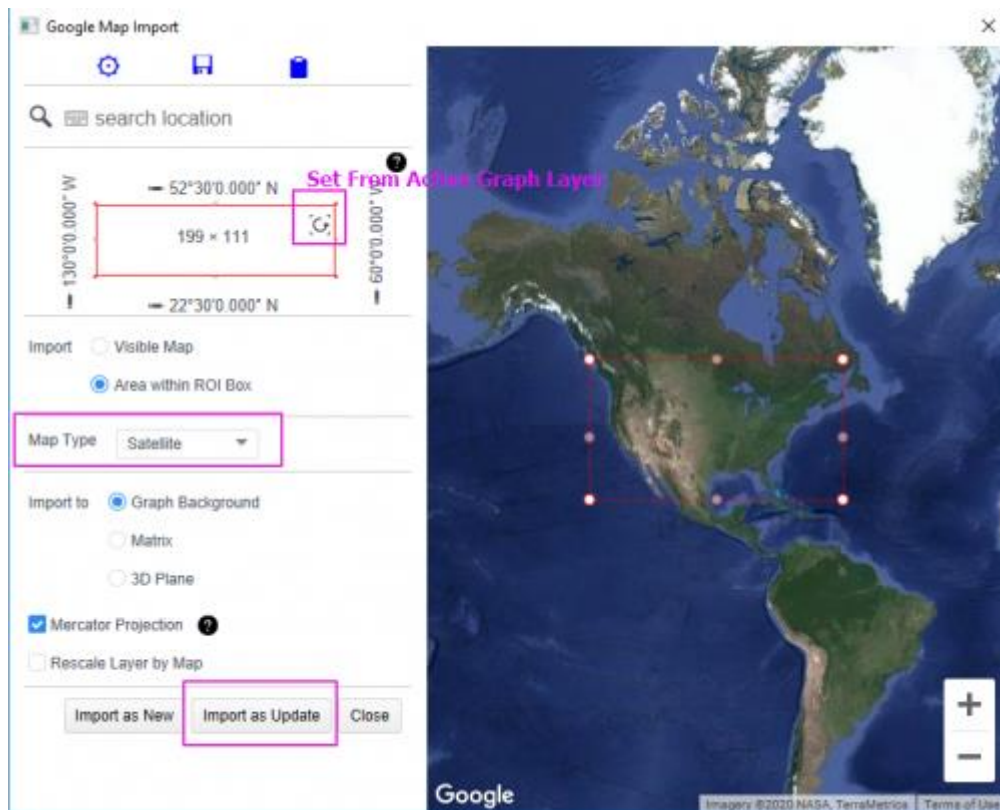 Google Map Import
search location
Set From Active Graph Layer
52°30'0.000" N
130°0'0.000" W
199 × 111
60°0'0.000" W
22°30'0.000" N
Import
Visible Map
Area within ROI Box
Map Type
Satellite
Import to
Graph Background
Matrix
3D Plane
Mercator Projection ?
Rescale Layer by Map
Import as New
Import as Update
Close
Google
Imagery ©2020 NASA, TerraMetrics
Terms of Use